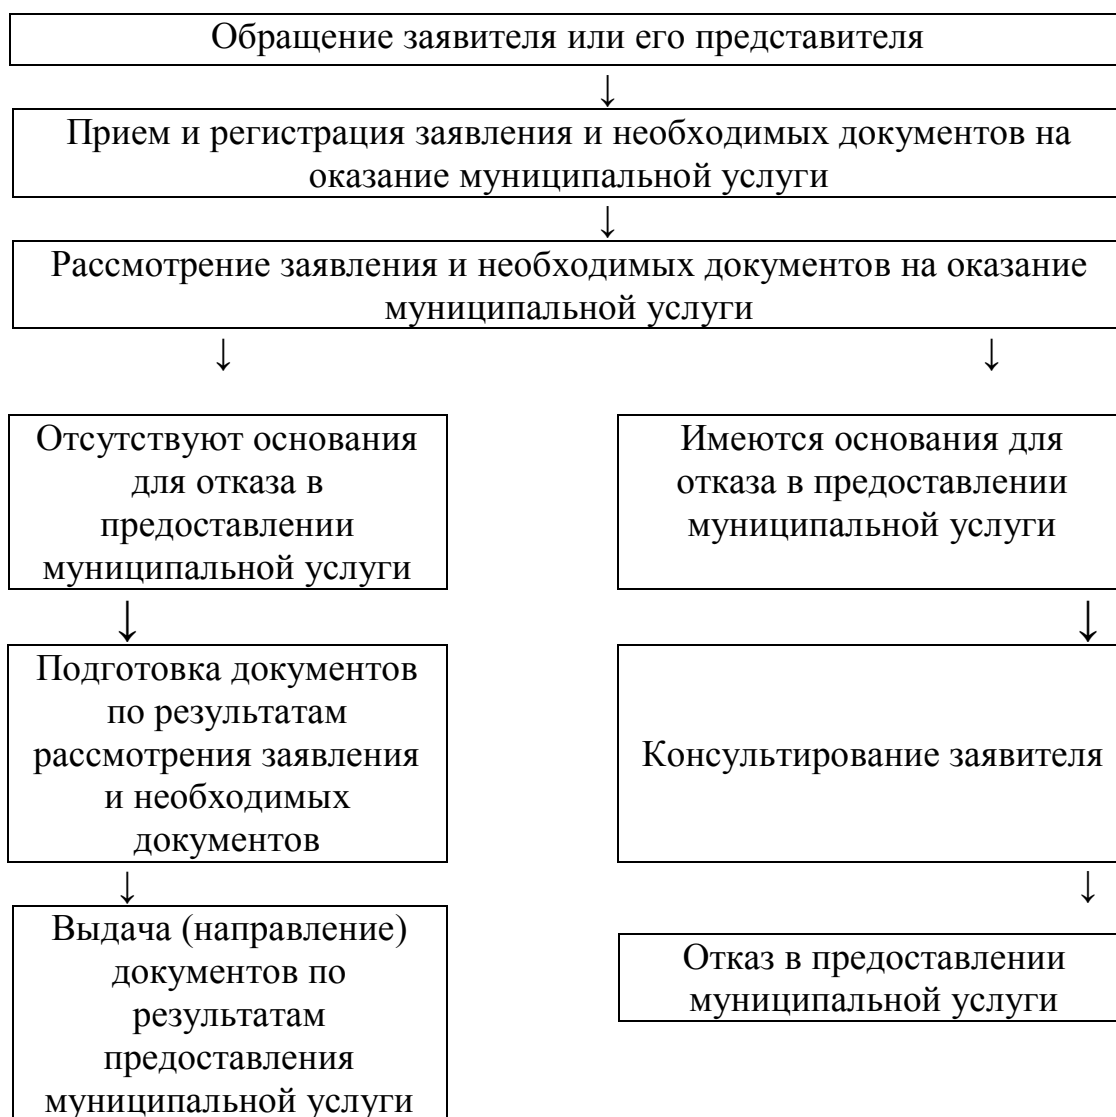 Обращение заявителя или его представителя
↓
Прием и регистрация заявления и необходимых документов на
оказание муниципальной услуги
↓
Рассмотрение заявления и необходимых документов на оказание
муниципальной услуги
↓ ↓
Отсутствуют основания
для отказа в
предоставлении
муниципальной услуги
Имеются основания для
отказа в предоставлении
муниципальной услуги
↓ ↓
Подготовка документов
по результатам
рассмотрения заявления
и необходимых
документов
Консультирование заявителя
↓ ↓
Выдача (направление)
документов по
результатам
предоставления
муниципальной услуги
Отказ в предоставлении
муниципальной услуги